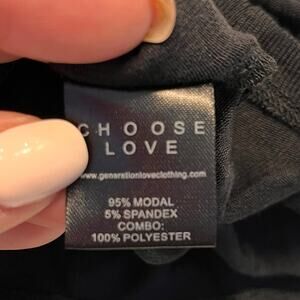 CHOOSE
LOVE
www.generationloveclothing.com
95% MODAL
5% SPANDEX
COMBO:
100% POLYESTER